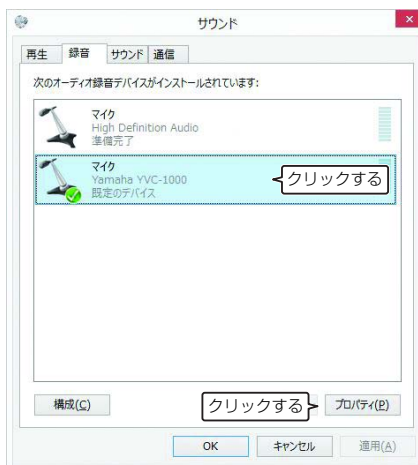 サウンド
再生 録音 サウンド 通信
次のオーディオ録音デバイスがインストールされています:
マイク
High Definition Audio
準備完了
マイク
Yamaha YVC-1000
既定のデバイス
クリックする
構成(C)
クリックする
プロパティ(P)
OK キャンセル 適用(A)